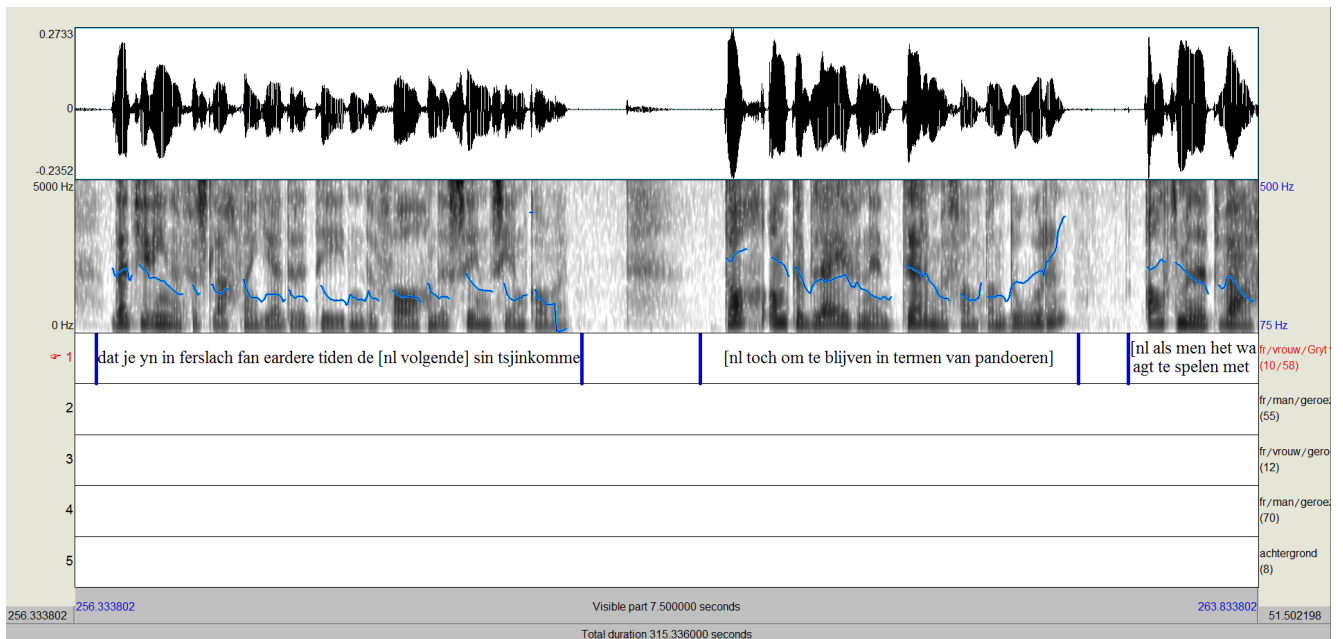 0.2733
0
-0.2352
5000 Hz
500 Hz
0 Hz
75 Hz
1
dat je yn in ferslach fan eardere tiden de [nl volgende] sin tsjinkomme
[nl toch om te blijven in termen van pandoeren]
[nl als men het wa
agt te spelen met
fr/vrouw/Gryt
(10/58)
2
fr/man/geroez
(55)
3
fr/vrouw/gero
(12)
4
fr/man/geroez
(70)
5
achtergrond
(8)
256.333802
256.333802
Visible part 7.500000 seconds
263.833802
51.502198
Total duration 315.336000 seconds